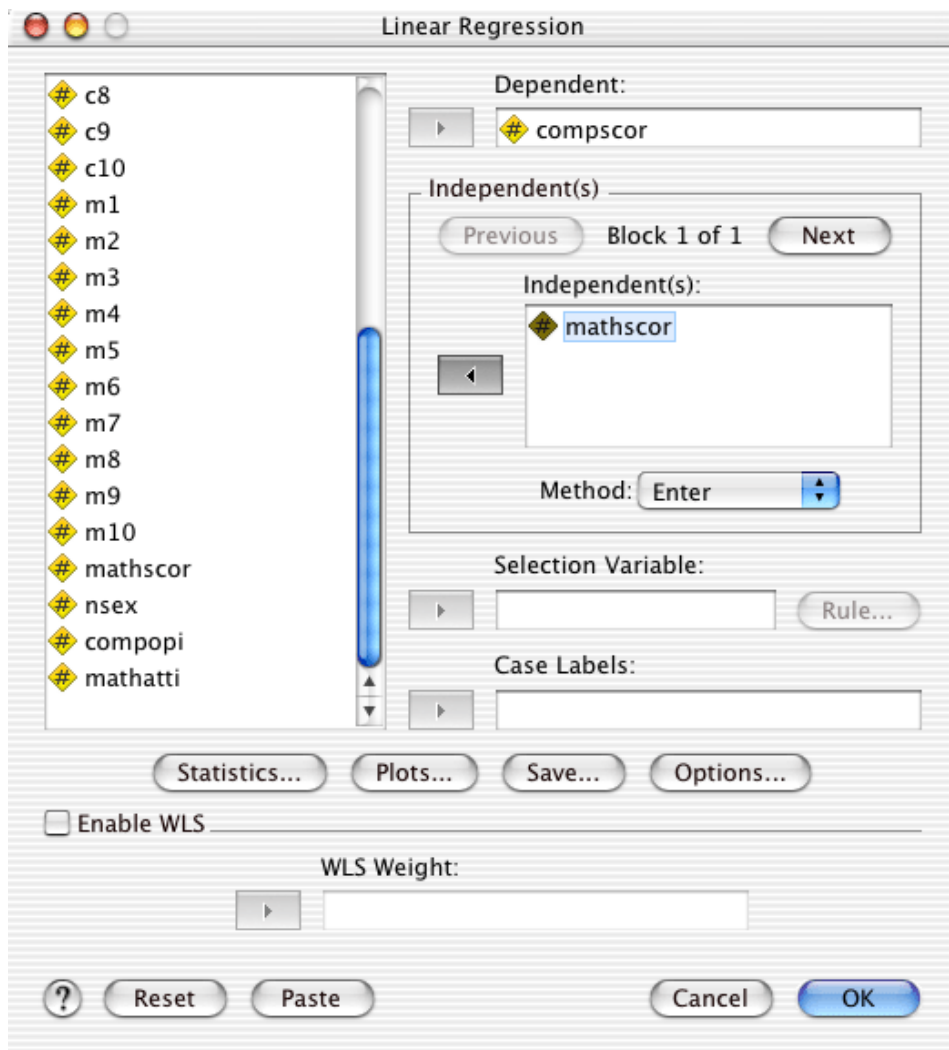 Linear Regression
c8
c9
c10
m1
m2
m3
m4
m5
m6
m7
m8
m9
m10
mathscor
nsex
compopi
mathatti
Dependent:
compscor
Independent(s)
Previous Block 1 of 1 Next
Independent(s):
mathscor
Method: Enter
Selection Variable:
Rule...
Case Labels:
Statistics... Plots... Save... Options...
Enable WLS
WLS Weight:
? Reset Paste Cancel OK